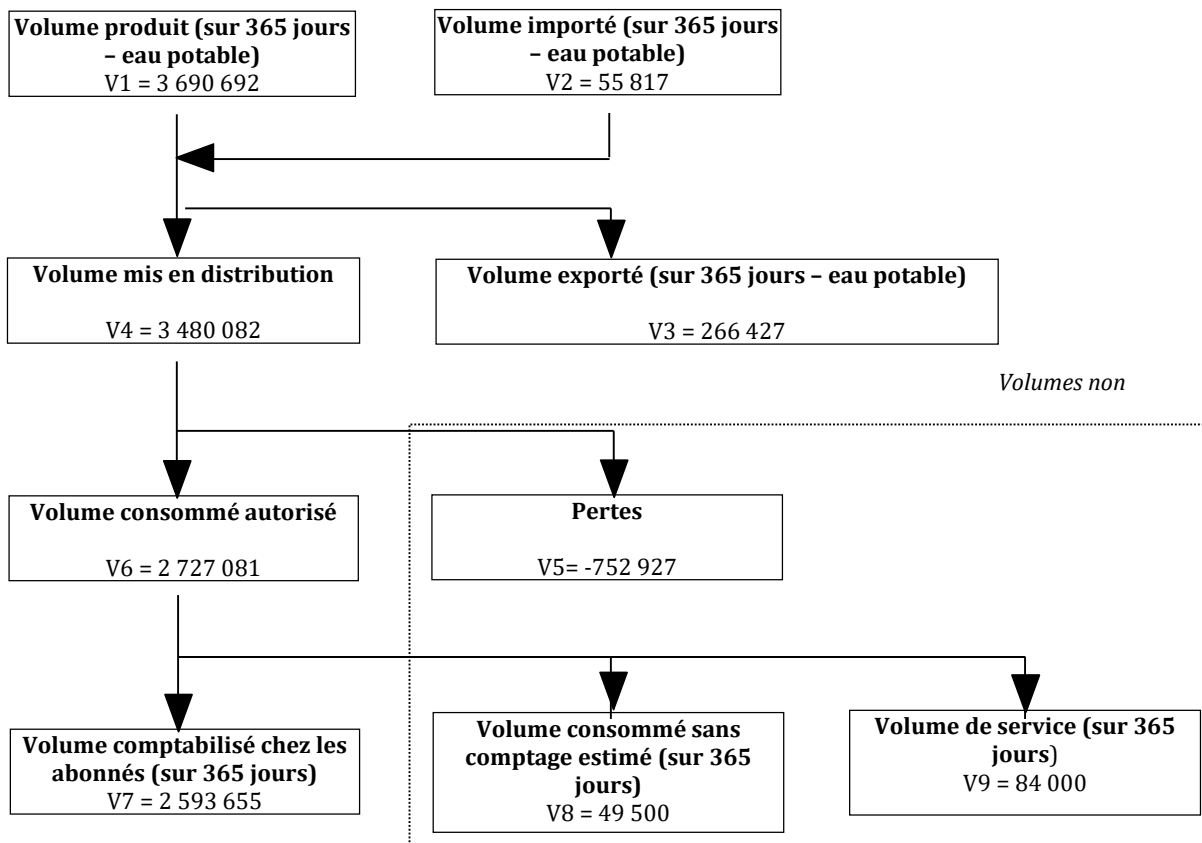 Volume produit (sur 365 jours
– eau potable)
V1 = 3 690 692
Volume importé (sur 365 jours
– eau potable)
V2 = 55 817
Volume mis en distribution
V4 = 3 480 082
Volume exporté (sur 365 jours – eau potable)
V3 = 266 427
Volumes non
Volume consommé autorisé
V6 = 2 727 081
Pertes
V5= -752 927
Volume comptabilisé chez les
abonnés (sur 365 jours)
V7 = 2 593 655
Volume consommé sans
comptage estimé (sur 365
jours)
V8 = 49 500
Volume de service (sur 365
jours)
V9 = 84 000